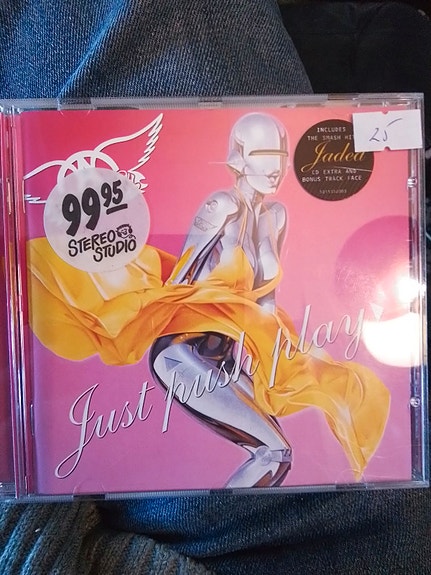 INCLUDES
THE SMASH HIT
Jaded
CD EXTRA AND
BONUS TRACK FACE
25
99 95
STEREO
STUDIO
Just push play